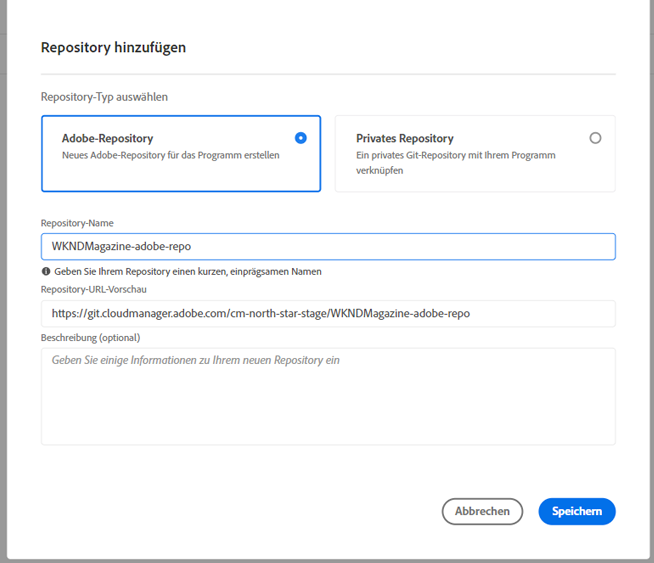 Repository hinzufügen
Repository-Typ auswählen
Adobe-Repository
Neues Adobe-Repository für das Programm erstellen
Privates Repository
Ein privates Git-Repository mit Ihrem Programm
verknüpfen
Repository-Name
WKNDMagazine-adobe-repo
Geben Sie Ihrem Repository einen kurzen, einprägsamen Namen
Repository-URL-Vorschau
https://git.cloudmanager.adobe.com/cm-north-star-stage/WKNDMagazine-adobe-repo
Beschreibung (optional)
Geben Sie einige Informationen zu Ihrem neuen Repository ein
Abbrechen
Speichern